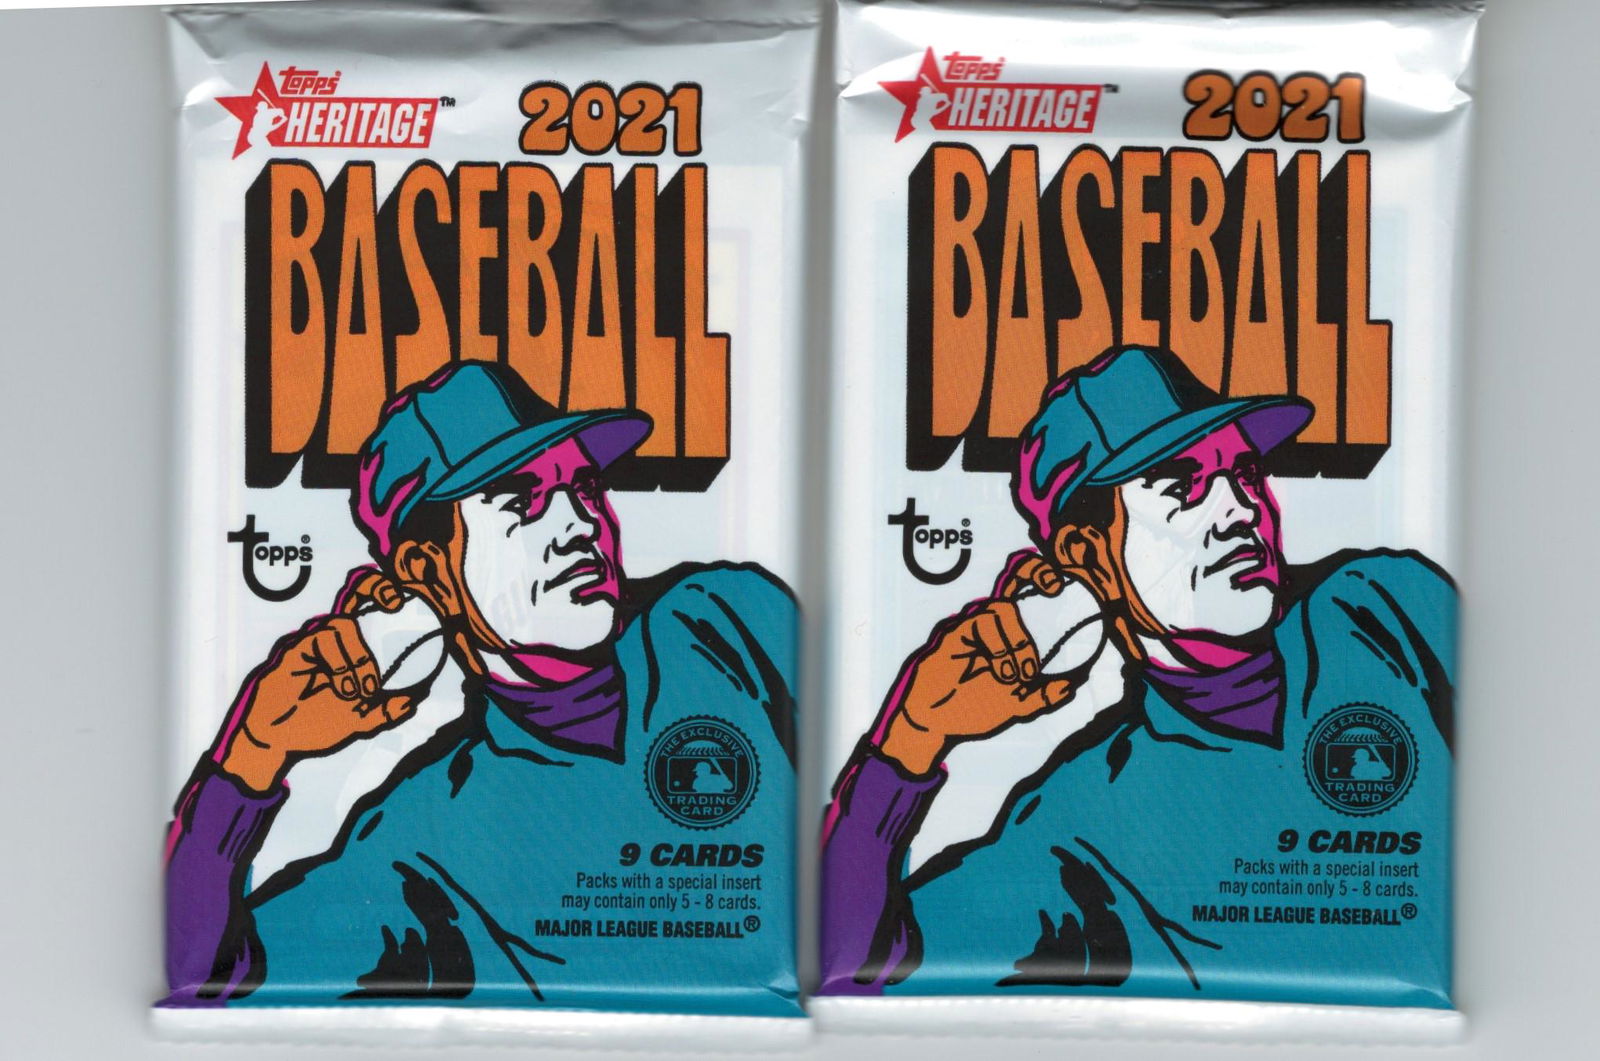 topps®
HERITAGE™
2021
BASEBALL
topps®
THE EXCLUSIVE
TRADING
CARD
9 CARDS
Packs with a special insert
may contain only 5 - 8 cards.
MAJOR LEAGUE BASEBALL®
topps®
HERITAGE™
2021
BASEBALL
topps®
THE EXCLUSIVE
TRADING
CARD
9 CARDS
Packs with a special insert
may contain only 5 - 8 cards.
MAJOR LEAGUE BASEBALL®